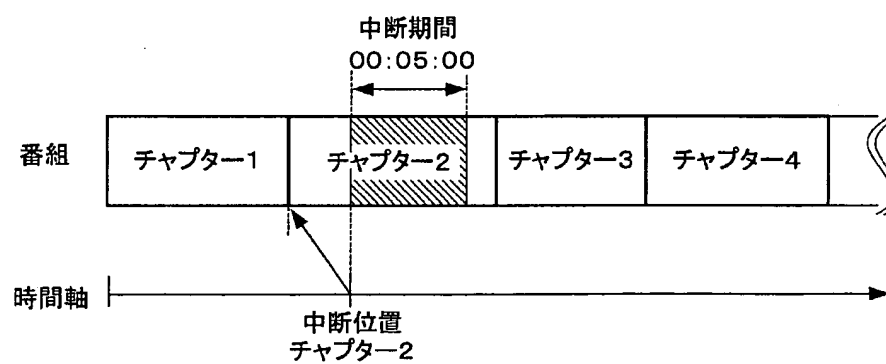 中断期間
00:05:00
番組
チャプター1
チャプター2
チャプター3
チャプター4
時間軸
中断位置
チャプター2